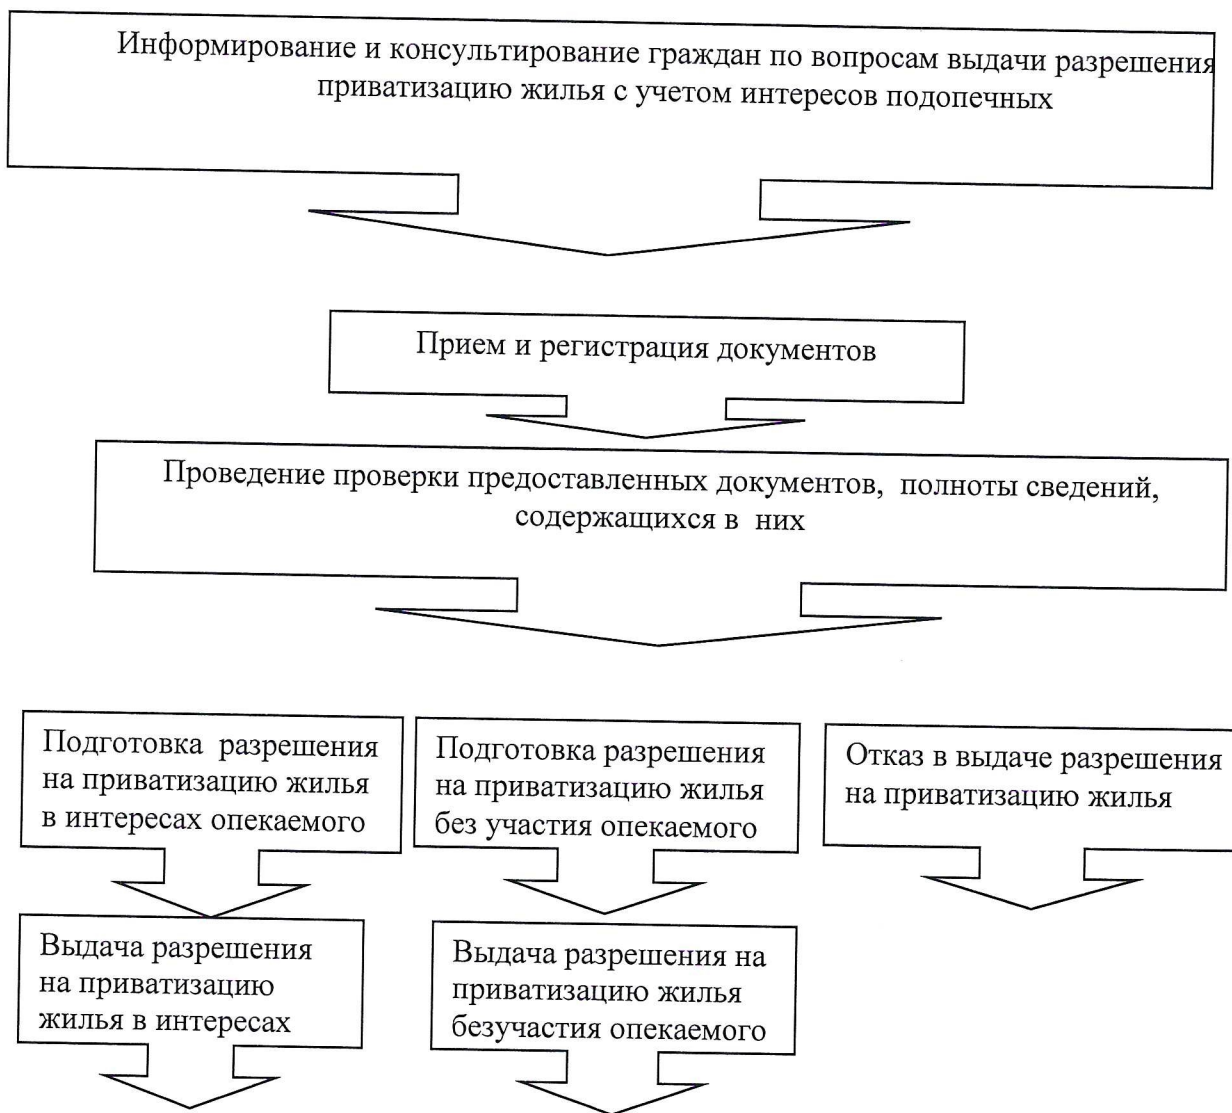 Информирование и консультирование граждан по вопросам выдачи разрешения
приватизацию жилья с учетом интересов подопечных
Прием и регистрация документов
Проведение проверки предоставленных документов, полноты сведений,
содержащихся в них
Подготовка разрешения
на приватизацию жилья
в интересах опекаемого
Подготовка разрешения
на приватизацию жилья
без участия опекаемого
Отказ в выдаче разрешения
на приватизацию жилья
Выдача разрешения
на приватизацию
жилья в интересах
Выдача разрешения на
приватизацию жилья
безучастия опекаемого